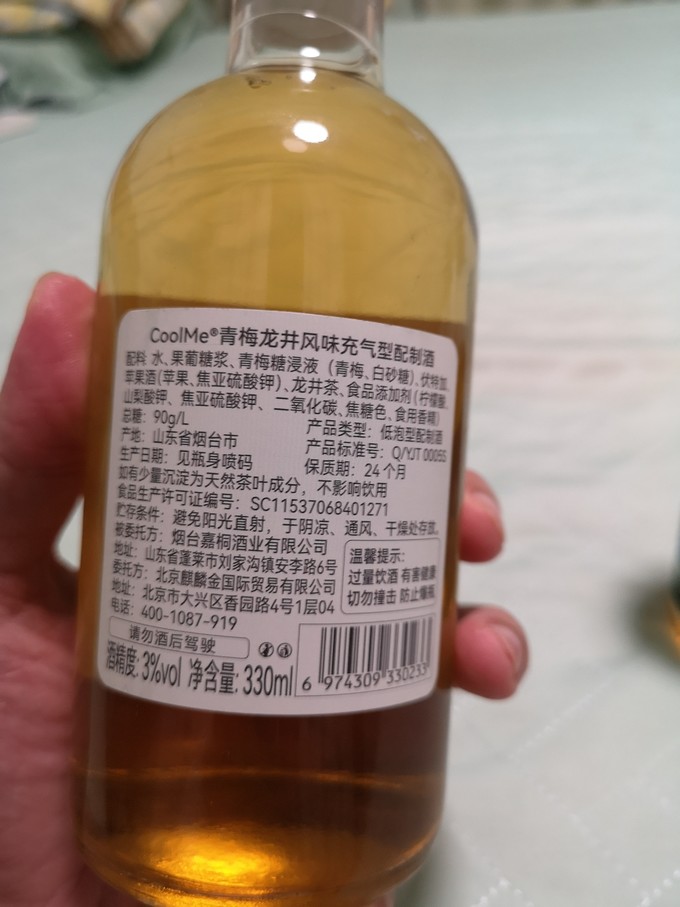 CoolMe®青梅龙井风味充气型配制酒
配料: 水、果葡糖浆、青梅糖浸液（青梅、白砂糖）、伏特加、
苹果酒(苹果、焦亚硫酸钾)、龙井茶、食品添加剂(柠檬酸、
山梨酸钾、焦亚硫酸钾、二氧化碳、焦糖色、食用香精)
总糖: 90g/L 产品类型: 低泡型配制酒
产地: 山东省烟台市 产品标准号: Q/YJT 0005S
生产日期: 见瓶身喷码 保质期: 24个月
如有少量沉淀为天然茶叶成分，不影响饮用
食品生产许可证编号: SC11537068401271
贮存条件: 避免阳光直射，于阴凉、通风、干燥处存放。
被委托方: 烟台嘉桐酒业有限公司
地址: 山东省蓬莱市刘家沟镇安李路6号
委托方: 北京麒麟金国际贸易有限公司
地址: 北京市大兴区香园路4号1层04
电话: 400-1087-919
温馨提示:
过量饮酒 有害健康
切勿撞击 防止爆瓶
请勿酒后驾驶
酒精度: 3%vol 净含量: 330ml
6 974309 330233